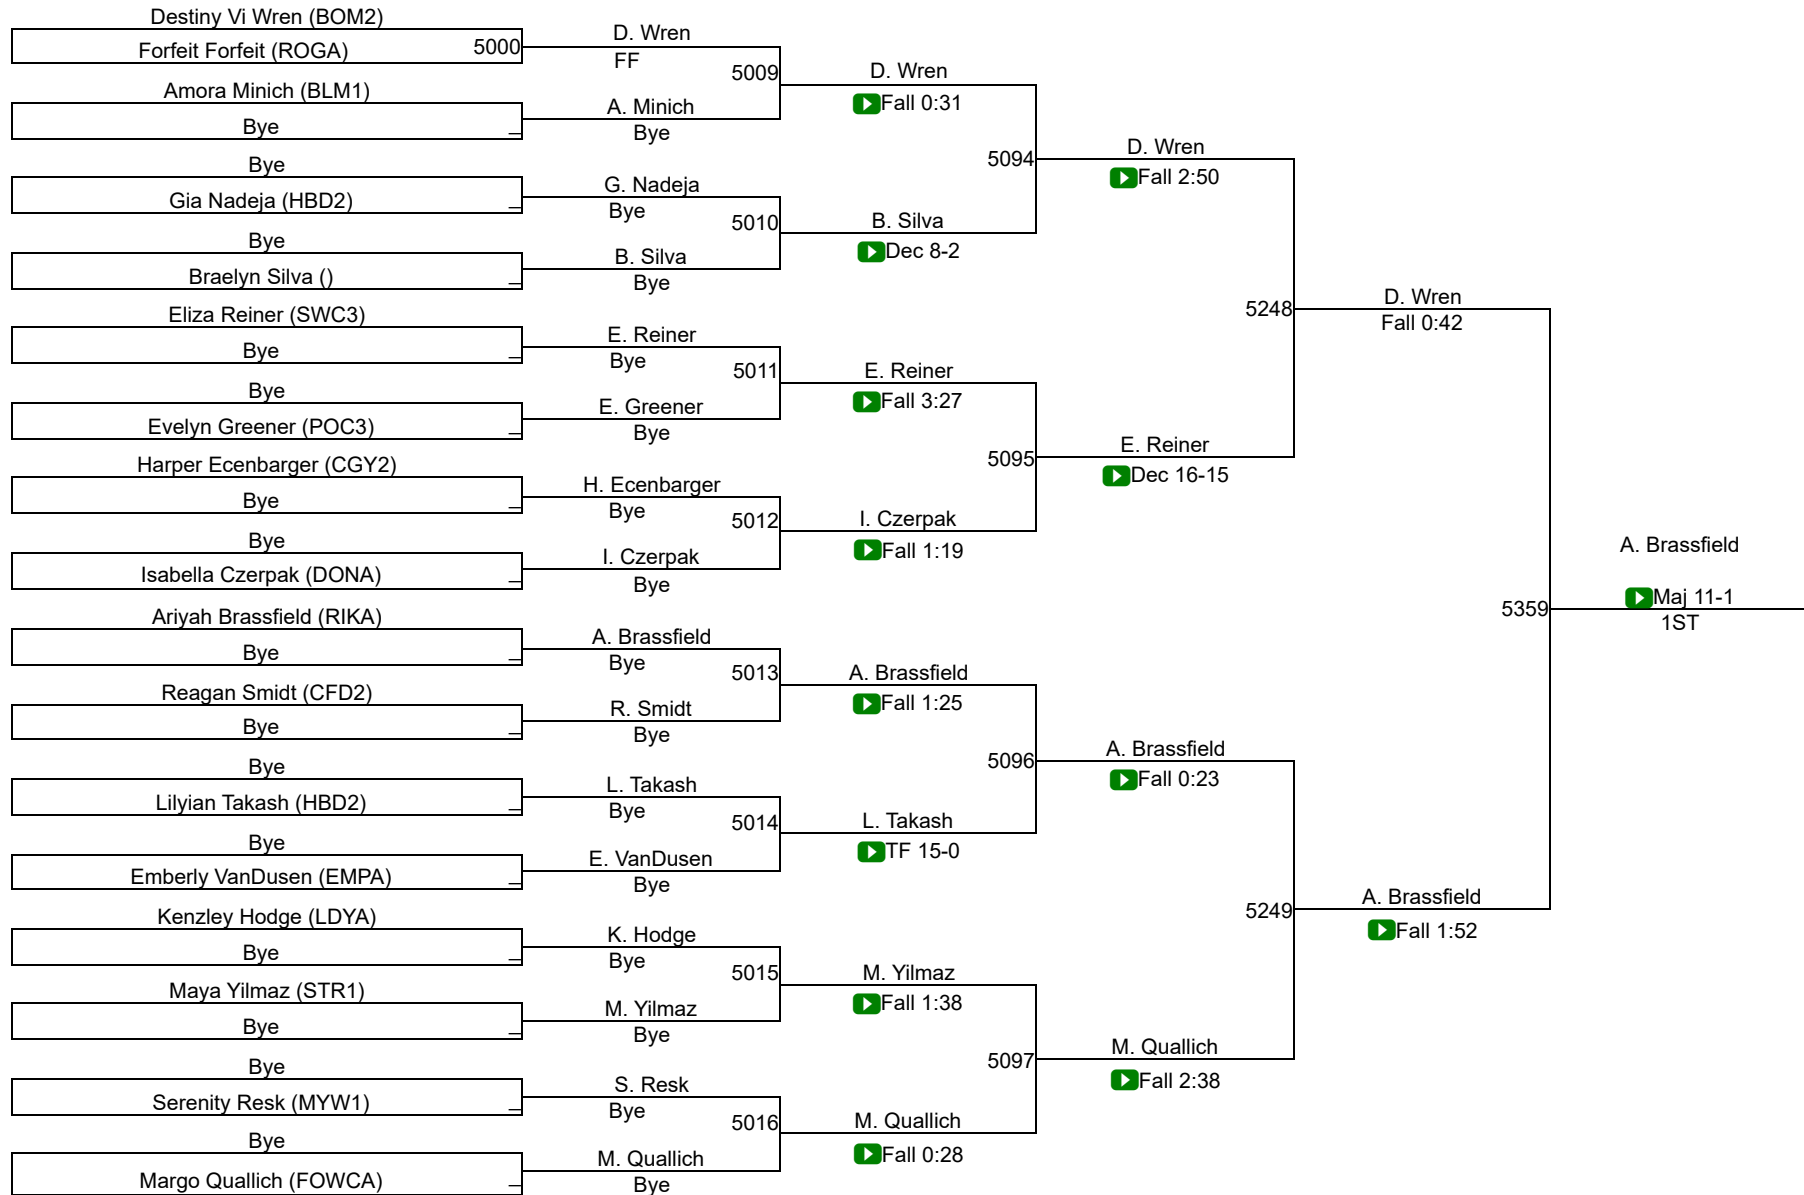 Destiny Vi Wren (BOM2)
Forfeit Forfeit (ROGA) 5000
Amora Minich (BLM1)
Bye
Bye
Gia Nadeja (HBD2)
Bye
Braelyn Silva ()
Eliza Reiner (SWC3)
Bye
Bye
Evelyn Greener (POC3)
Harper Ecenbarger (CGY2)
Bye
Bye
Isabella Czerpak (DONA)
Ariyah Brassfield (RIKA)
Bye
Reagan Smidt (CFD2)
Bye
Bye
Lilyian Takash (HBD2)
Bye
Emberly VanDusen (EMPA)
Kenzley Hodge (LDYA)
Bye
Maya Yilmaz (STR1)
Bye
Bye
Serenity Resk (MYW1)
Bye
Margo Quallich (FOWCA)
D. Wren
FF
5009
A. Minich
Bye
G. Nadeja
Bye
5010
B. Silva
Bye
E. Reiner
Bye
5011
E. Greener
Bye
H. Ecenbarger
Bye
5012
I. Czerpak
Bye
A. Brassfield
Bye
5013
R. Smidt
Bye
L. Takash
Bye
5014
E. VanDusen
Bye
K. Hodge
Bye
5015
M. Yilmaz
Bye
S. Resk
Bye
5016
M. Quallich
Bye
D. Wren
Fall 0:31
5094
B. Silva
Dec 8-2
E. Reiner
Fall 3:27
5095
I. Czerpak
Fall 1:19
A. Brassfield
Fall 1:25
5096
L. Takash
TF 15-0
M. Yilmaz
Fall 1:38
5097
M. Quallich
Fall 0:28
D. Wren
Fall 2:50
5248
E. Reiner
Dec 16-15
A. Brassfield
Fall 0:23
5249
M. Quallich
Fall 2:38
D. Wren
Fall 0:42
5359
A. Brassfield
Fall 1:52
A. Brassfield
Maj 11-1
1ST